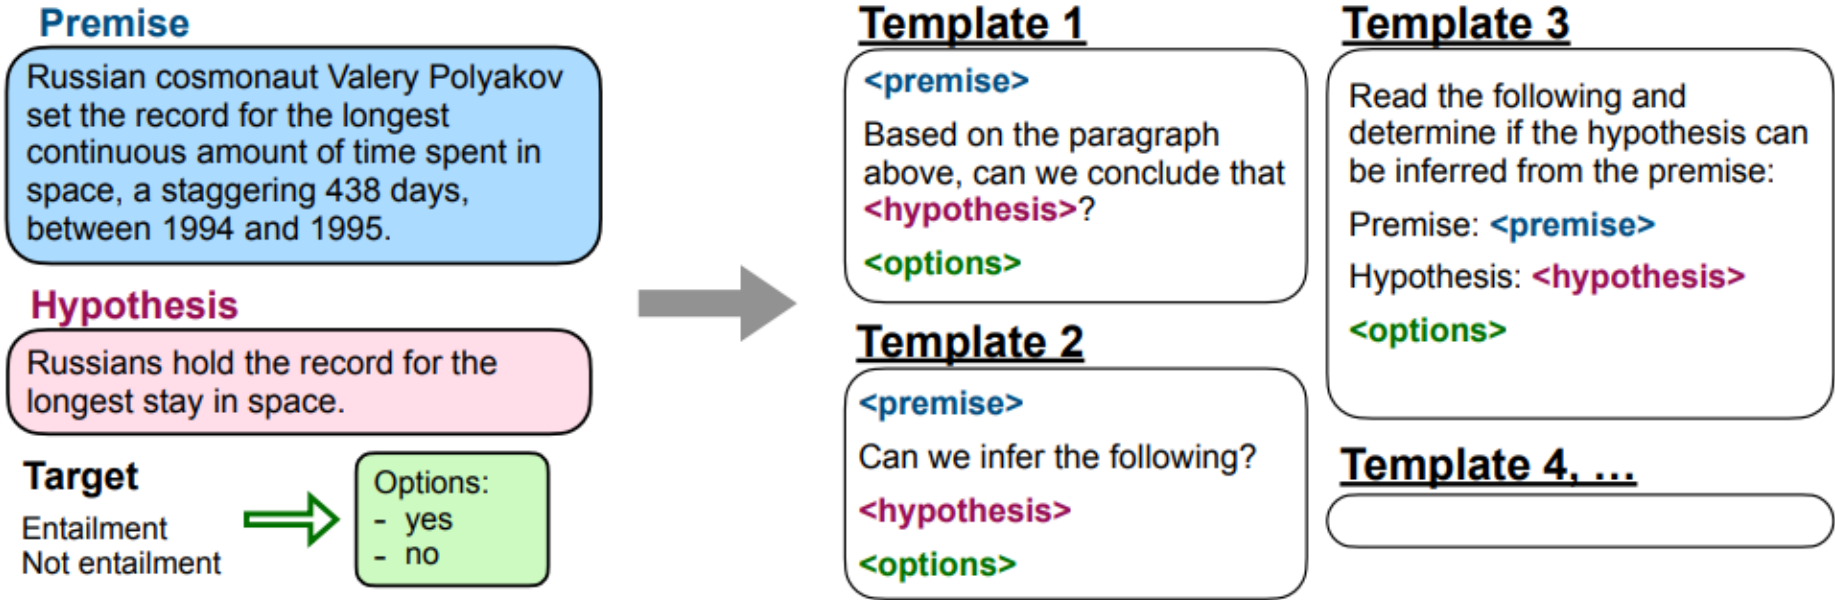 Premise
Russian cosmonaut Valery Polyakov
set the record for the longest
continuous amount of time spent in
space, a staggering 438 days,
between 1994 and 1995.
Hypothesis
Russians hold the record for the
longest stay in space.
Target
Entailment
Not entailment
Options:
- yes
- no
Template 1
<premise>
Based on the paragraph
above, can we conclude that
<hypothesis>?
<options>
Template 2
<premise>
Can we infer the following?
<hypothesis>
<options>
Template 3
Read the following and
determine if the hypothesis can
be inferred from the premise:
Premise: <premise>
Hypothesis: <hypothesis>
<options>
Template 4, ...